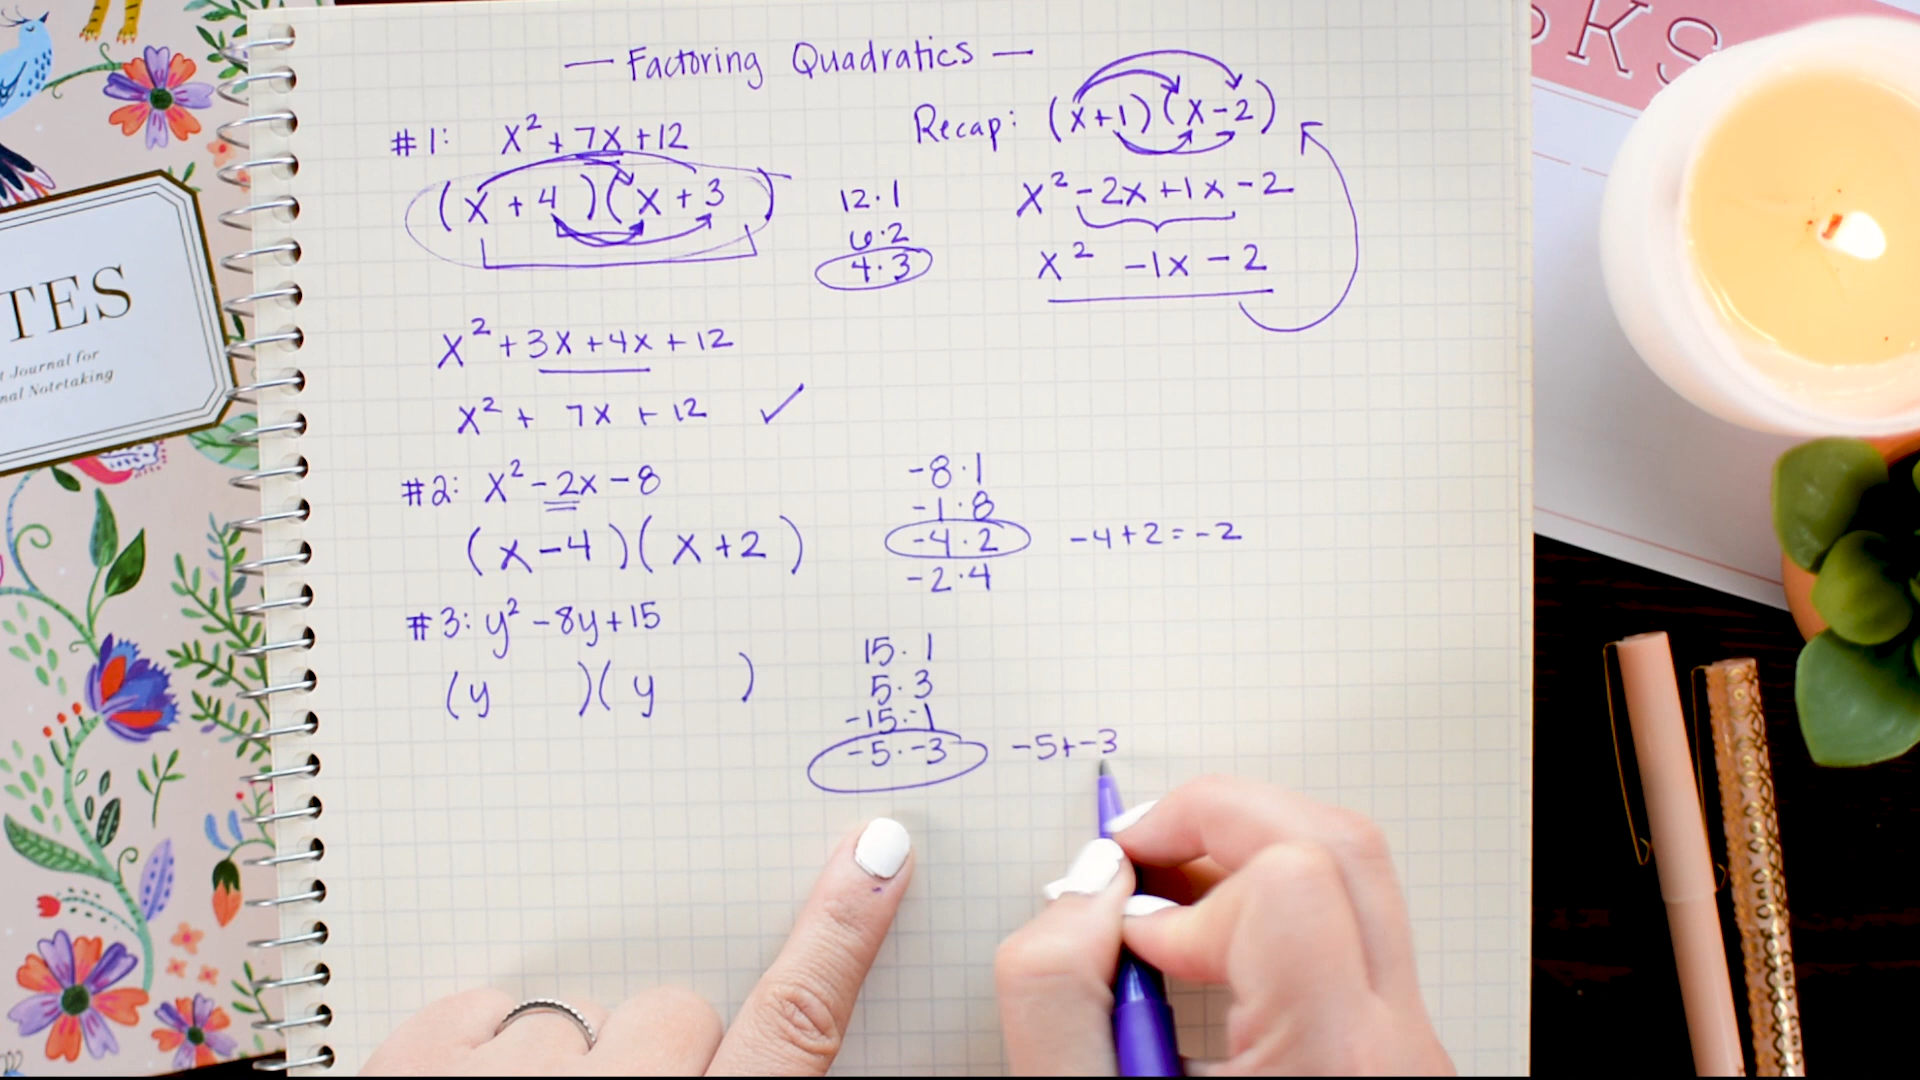 — Factoring Quadratics —
#1: x² + 7x + 12
(x + 4)(x + 3)
12 · 1
6 · 2
4 · 3
x² + 3x + 4x + 12
x² + 7x + 12 ✓
Recap: (x+1)(x-2)
x² - 2x + 1x - 2
x² - 1x - 2
#2: x² - 2x - 8
(x - 4)(x + 2)
-8 · 1
-1 · 8
-4 · 2 -4 + 2 = -2
-2 · 4
#3: y² - 8y + 15
(y )(y )
15 · 1
5 · 3
-15 · -1
-5 · -3 -5 + -3
TES
Journal for
Notetaking
SKS